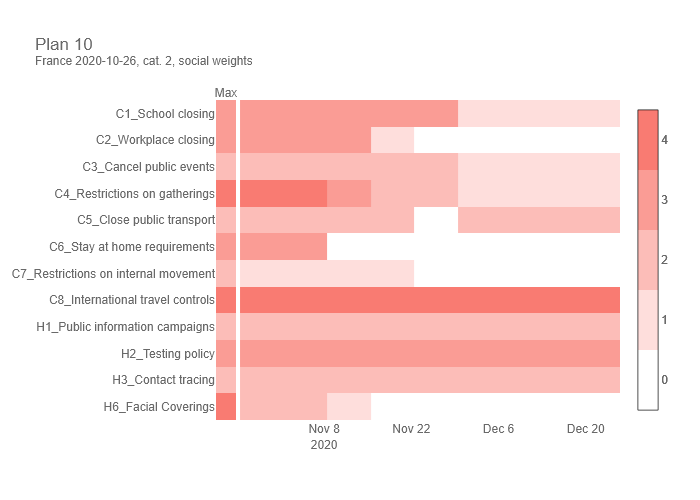 Plan 10
France 2020-10-26, cat. 2, social weights
Max
C1_School closing
C2_Workplace closing
C3_Cancel public events
C4_Restrictions on gatherings
C5_Close public transport
C6_Stay at home requirements
C7_Restrictions on internal movement
C8_International travel controls
H1_Public information campaigns
H2_Testing policy
H3_Contact tracing
H6_Facial Coverings
Nov 8
2020
Nov 22
Dec 6
Dec 20
4
3
2
1
0